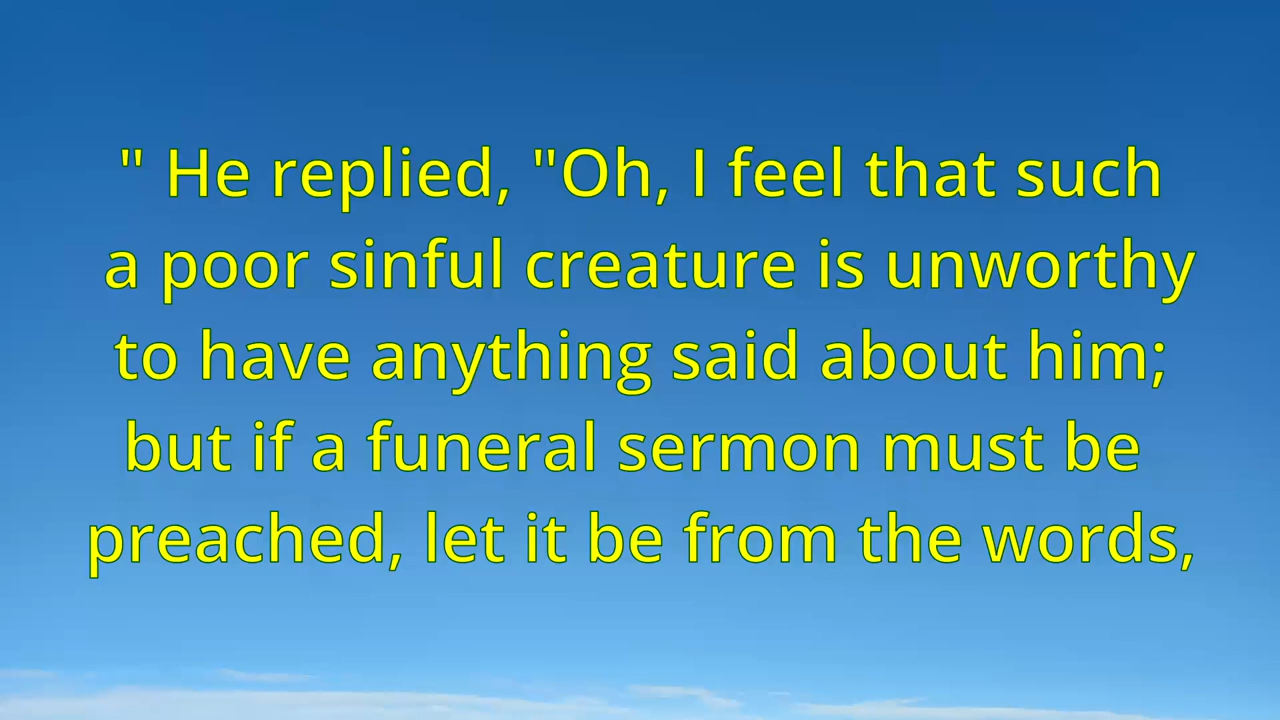 " He replied, "Oh, I feel that such
a poor sinful creature is unworthy
to have anything said about him;
but if a funeral sermon must be
preached, let it be from the words,